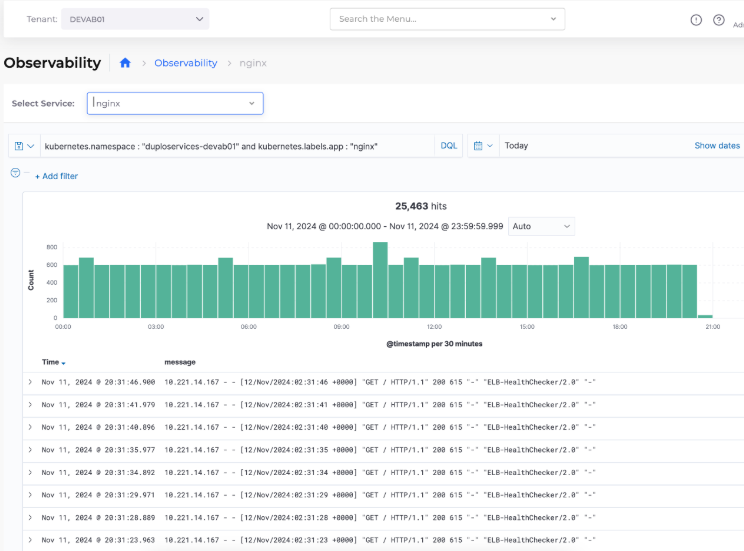 Tenant: DEVAB01 Search the Menu...
Observability > Observability > nginx
Select Service: nginx
kubernetes.namespace : "duploservices-devab01" and kubernetes.labels.app : "nginx" DQL Today Show dates
+ Add filter
25,463 hits
Nov 11, 2024 @ 00:00:00.000 - Nov 11, 2024 @ 23:59:59.999 Auto
Count
800
600
400
200
0
00:00 03:00 06:00 09:00 12:00 15:00 18:00 21:00
@timestamp per 30 minutes
Time message
> Nov 11, 2024 @ 20:31:46.900 10.221.14.167 - - [12/Nov/2024:02:31:46 +0000] "GET / HTTP/1.1" 200 615 "-" "ELB-HealthChecker/2.0" "-"
> Nov 11, 2024 @ 20:31:41.979 10.221.14.167 - - [12/Nov/2024:02:31:41 +0000] "GET / HTTP/1.1" 200 615 "-" "ELB-HealthChecker/2.0" "-"
> Nov 11, 2024 @ 20:31:40.896 10.221.14.167 - - [12/Nov/2024:02:31:40 +0000] "GET / HTTP/1.1" 200 615 "-" "ELB-HealthChecker/2.0" "-"
> Nov 11, 2024 @ 20:31:35.977 10.221.14.167 - - [12/Nov/2024:02:31:35 +0000] "GET / HTTP/1.1" 200 615 "-" "ELB-HealthChecker/2.0" "-"
> Nov 11, 2024 @ 20:31:34.892 10.221.14.167 - - [12/Nov/2024:02:31:34 +0000] "GET / HTTP/1.1" 200 615 "-" "ELB-HealthChecker/2.0" "-"
> Nov 11, 2024 @ 20:31:29.971 10.221.14.167 - - [12/Nov/2024:02:31:29 +0000] "GET / HTTP/1.1" 200 615 "-" "ELB-HealthChecker/2.0" "-"
> Nov 11, 2024 @ 20:31:28.889 10.221.14.167 - - [12/Nov/2024:02:31:28 +0000] "GET / HTTP/1.1" 200 615 "-" "ELB-HealthChecker/2.0" "-"
> Nov 11, 2024 @ 20:31:23.963 10.221.14.167 - - [12/Nov/2024:02:31:23 +0000] "GET / HTTP/1.1" 200 615 "-" "ELB-HealthChecker/2.0" "-"